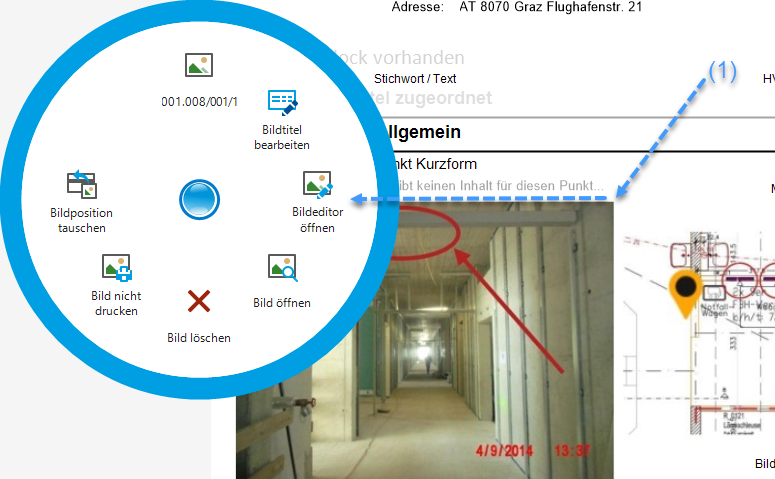 Adresse: AT 8070 Graz Flughafenstr. 21
ock vorhanden
(1)
Stichwort / Text
HV
tel zugeordnet
001.008/001/1
Bildtitel
bearbeiten
llgemein
nkt Kurzform
ibt keinen Inhalt für diesen Punkt...
M
Bildposition
tauschen
Bildeditor
öffnen
Bild nicht
drucken
Bild öffnen
Bild löschen
Notfall
Wagen
333
R_0121
4/9/2014 13:37
Bild